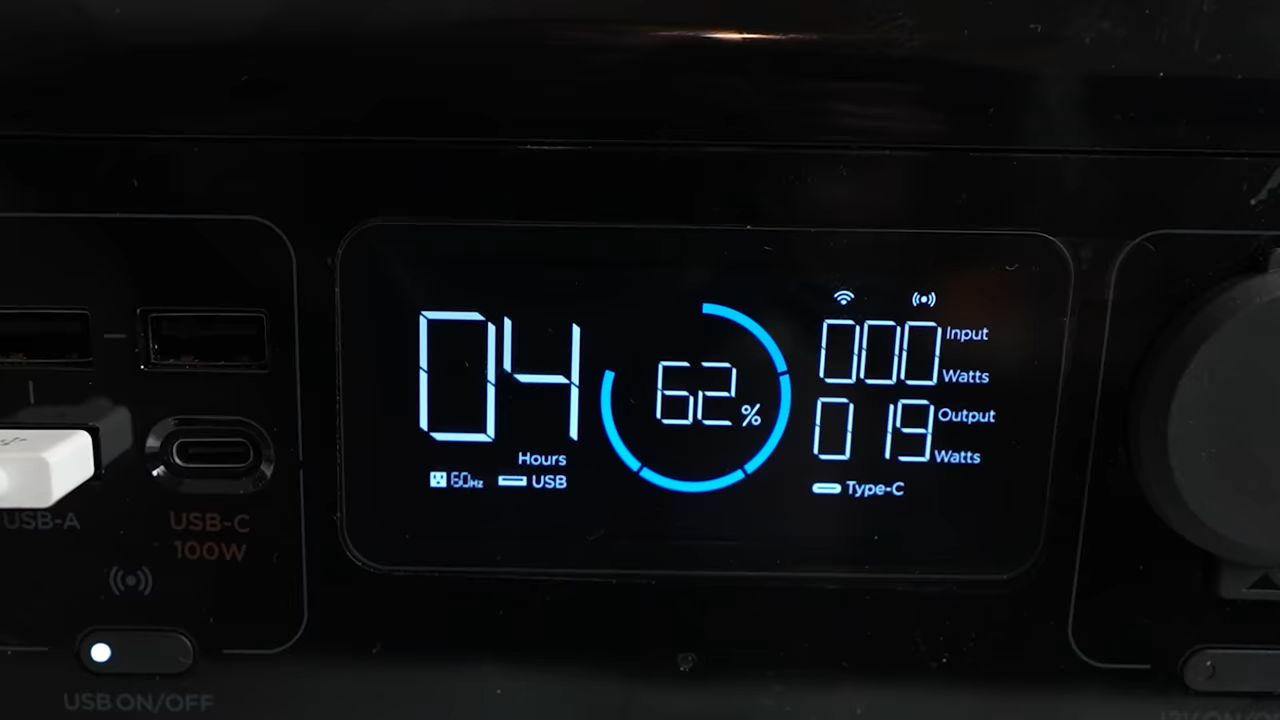 04
Hours
60Hz USB
62%
000 Input
Watts
019 Output
Watts
Type-C
USB-A
USB-C
100W
USB ON/OFF